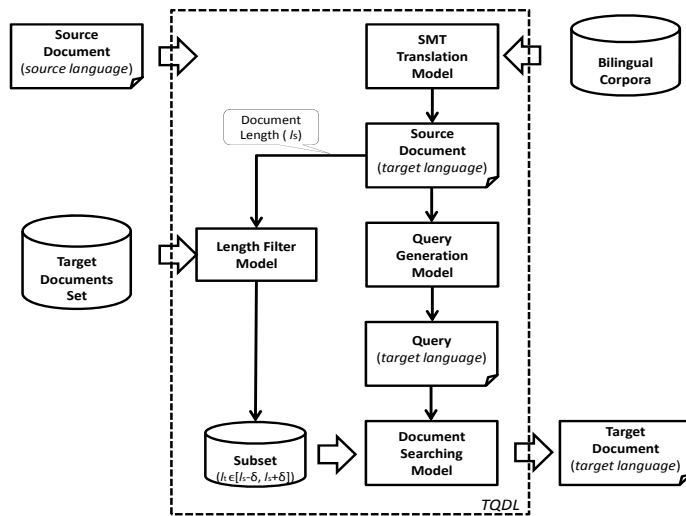 Source
Document
(source language)
SMT
Translation
Model
Bilingual
Corpora
Document
Length ( ls)
Source
Document
(target language)
Target
Documents
Set
Length Filter
Model
Query
Generation
Model
Query
(target language)
Subset
(lt ϵ[ls-δ, ls+δ])
Document
Searching
Model
Target
Document
(target language)
TQDL